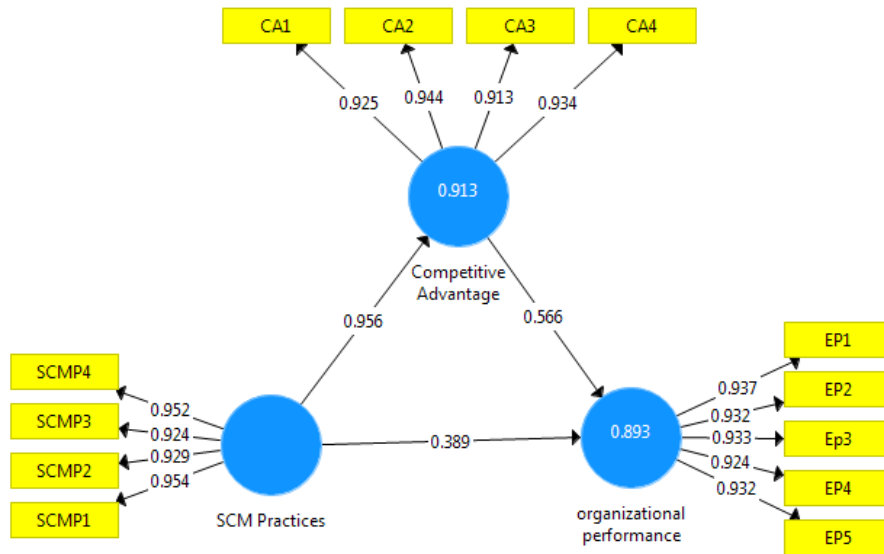 CA1 CA2 CA3 CA4
0.925 0.944 0.913 0.934
0.913
Competitive
Advantage
0.956 0.566
SCMP4
SCMP3
SCMP2
SCMP1
0.952
0.924
0.929
0.954
SCM Practices
0.389
0.893
organizational
performance
0.937
0.932
0.933
0.924
0.932
EP1
EP2
Ep3
EP4
EP5